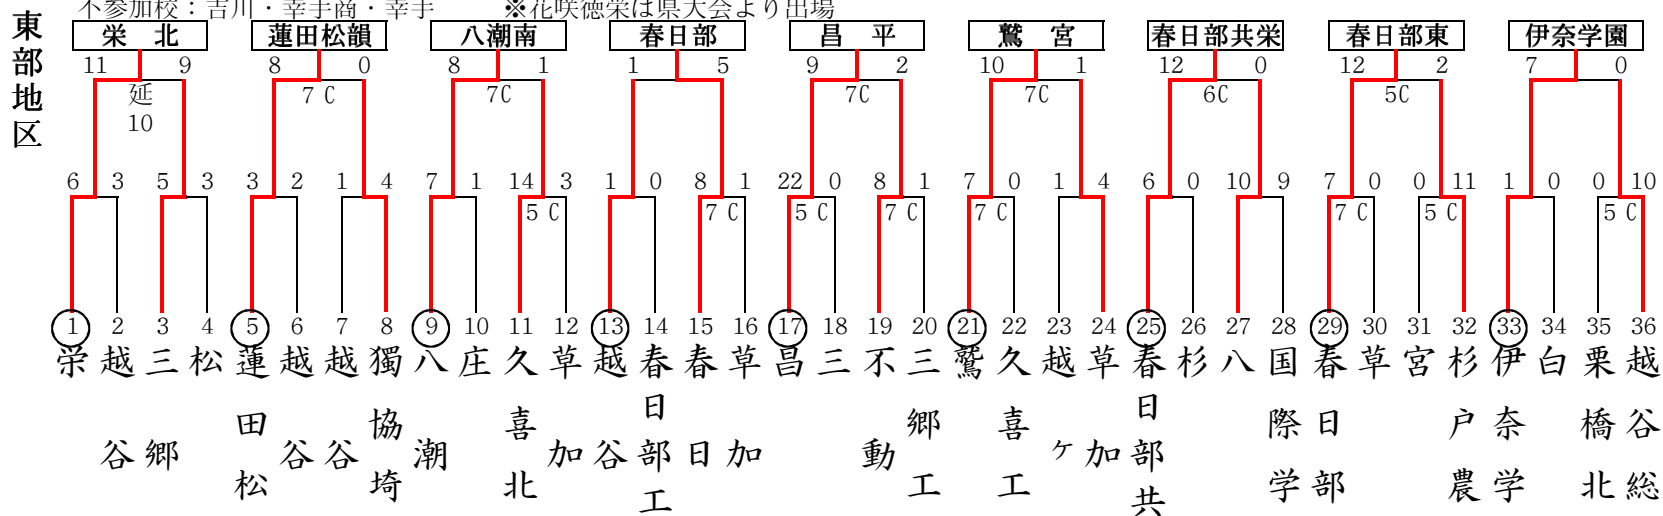 不参加校：吉川・幸手商・幸手　※花咲徳栄は県大会より出場
東部地区
栄　北　蓮田松韻　八潮南　春日部　昌　平　鷲　宮　春日部共栄　春日部東　伊奈学園
11 9 8 0 8 1 1 5 9 2 10 1 12 0 12 2 7 0
延 7C 7C 7C 7C 6C 5C
10
6 3 5 3 3 2 1 4 7 1 14 3 1 0 8 1 22 0 8 1 7 0 1 4 6 0 10 9 7 0 0 11 1 0 0 10
5C 7C 5C 7C 7C 7C 5C 5C
1 2 3 4 5 6 7 8 9 10 11 12 13 14 15 16 17 18 19 20 21 22 23 24 25 26 27 28 29 30 31 32 33 34 35 36
栄
越谷
三郷
松
蓮田松
越谷
越谷
獨協埼
八潮
庄
久喜北
草加
越谷
春日部工
春日
草加
昌
三
不動
三郷工
鷲
久喜工
越ヶ
草加
春日部共
杉
八
国際学
春日部
草
宮
杉戸農
伊奈学
白
栗橋北
越谷総